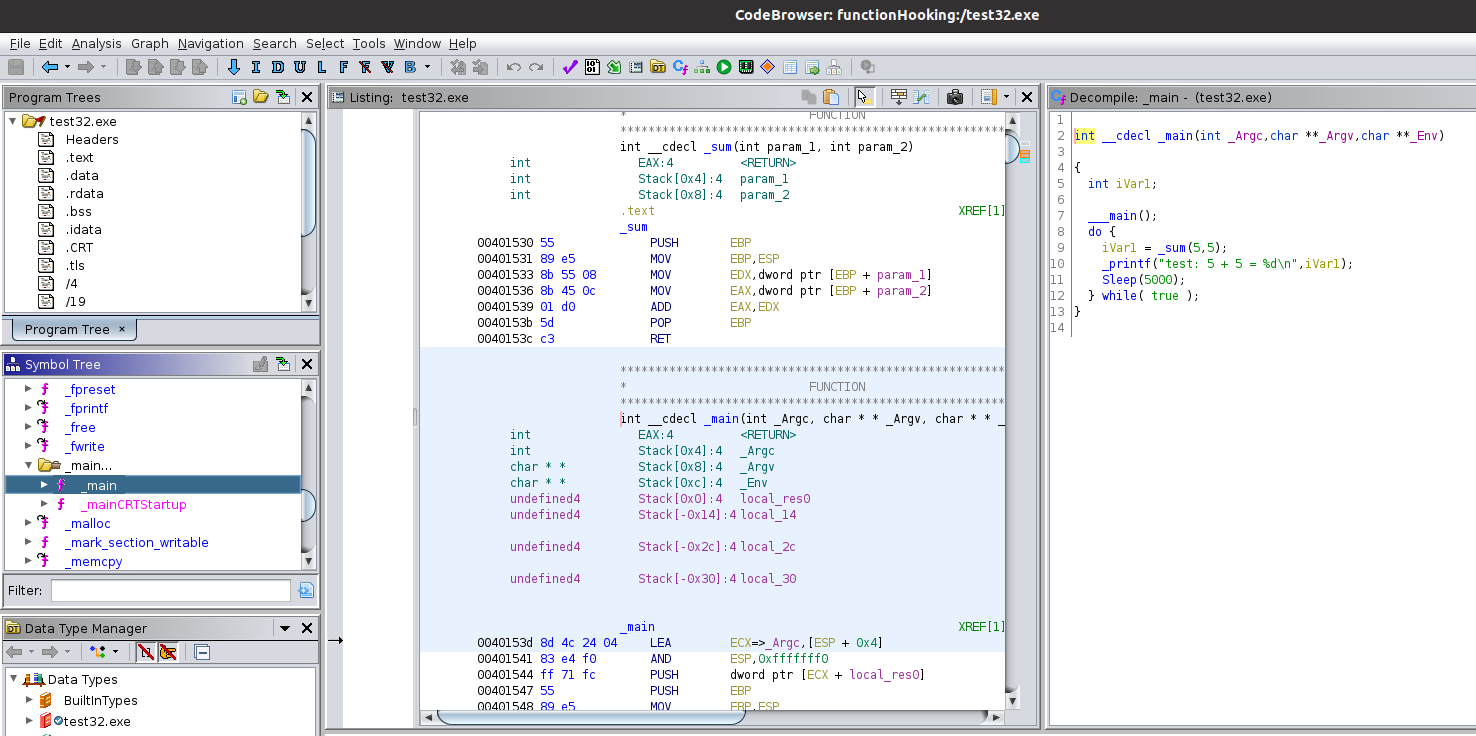 CodeBrowser: functionHooking:/test32.exe
File Edit Analysis Graph Navigation Search Select Tools Window Help
I D U L F F V B
Program Trees
test32.exe
Headers
.text
.data
.rdata
.bss
.idata
.CRT
.tls
/4
/19
Program Tree ×
Symbol Tree
f _fpreset
f _fprintf
f _free
f _fwrite
_main...
f _main
f _mainCRTStartup
f _malloc
f _mark_section_writable
f _memcpy
Filter:
DT Data Type Manager
Data Types
BuiltInTypes
test32.exe
Listing: test32.exe
* FUNCTION
******************************************************
int __cdecl _sum(int param_1, int param_2)
int EAX:4 <RETURN>
int Stack[0x4]:4 param_1
int Stack[0x8]:4 param_2
.text XREF[1]
_sum
00401530 55 PUSH EBP
00401531 89 e5 MOV EBP,ESP
00401533 8b 55 08 MOV EDX,dword ptr [EBP + param_1]
00401536 8b 45 0c MOV EAX,dword ptr [EBP + param_2]
00401539 01 d0 ADD EAX,EDX
0040153b 5d POP EBP
0040153c c3 RET
******************************************************
* FUNCTION
******************************************************
int __cdecl _main(int _Argc, char * * _Argv, char * * _
int EAX:4 <RETURN>
int Stack[0x4]:4 _Argc
char * * Stack[0x8]:4 _Argv
char * * Stack[0xc]:4 _Env
undefined4 Stack[0x0]:4 local_res0
undefined4 Stack[-0x14]:4 local_14
undefined4 Stack[-0x2c]:4 local_2c
undefined4 Stack[-0x30]:4 local_30
_main XREF[1]
0040153d 8d 4c 24 04 LEA ECX=>_Argc,[ESP + 0x4]
00401541 83 e4 f0 AND ESP,0xfffffff0
00401544 ff 71 fc PUSH dword ptr [ECX + local_res0]
00401547 55 PUSH EBP
00401548 89 e5 MOV EBP,ESP
Decompile: _main - (test32.exe)
1
2 int __cdecl _main(int _Argc,char **_Argv,char **_Env)
3
4 {
5 int iVar1;
6
7 ___main();
8 do {
9 iVar1 = _sum(5,5);
10 _printf("test: 5 + 5 = %d\n",iVar1);
11 Sleep(5000);
12 } while( true );
13 }
14